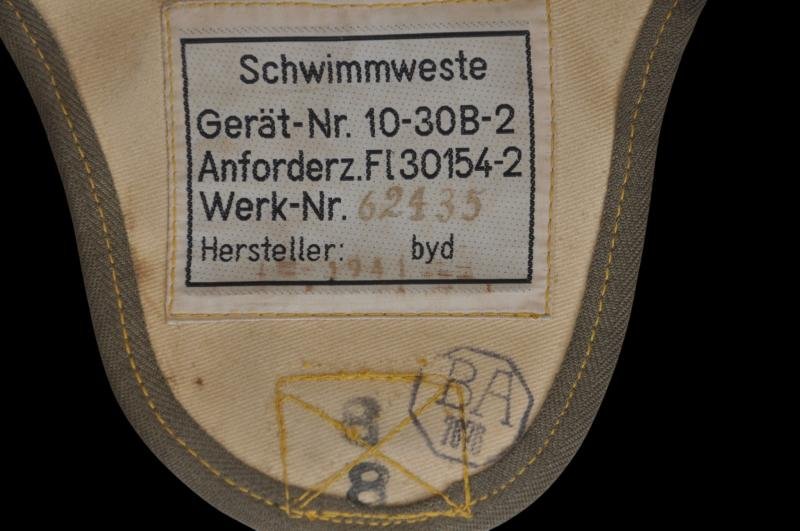 Schwimmweste
Gerät-Nr. 10-30B-2
Anforderz. Fl 30154-2
Werk-Nr. 62435
Hersteller: byd
8
BA
8